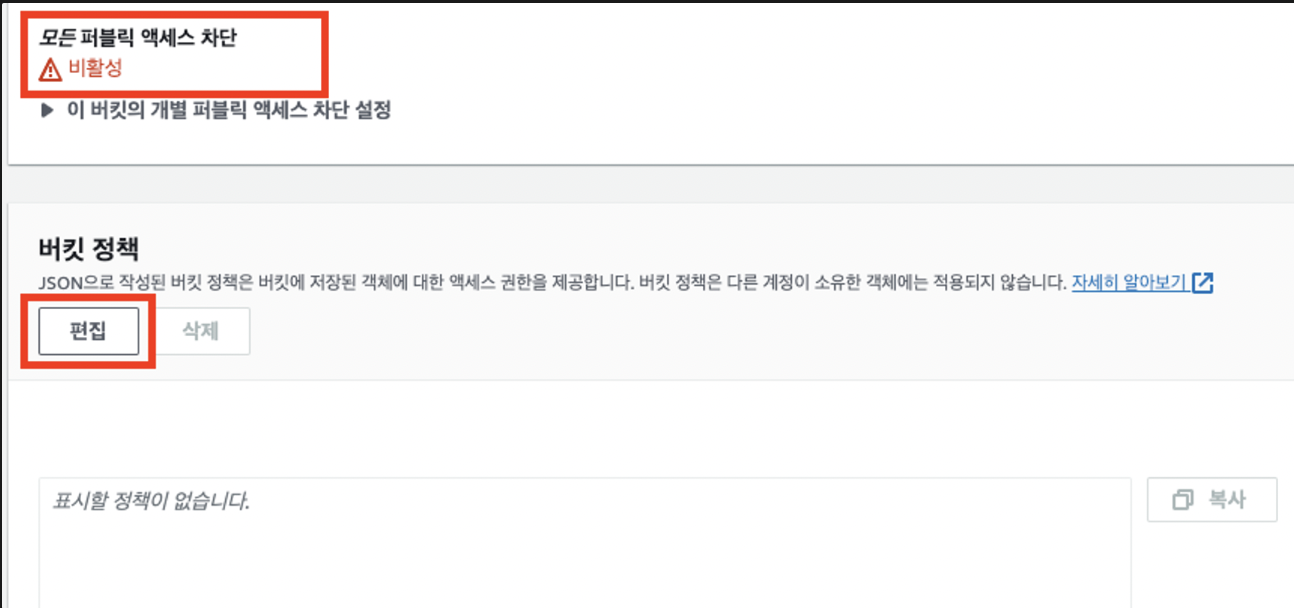 모든 퍼블릭 액세스 차단
비활성
이 버킷의 개별 퍼블릭 액세스 차단 설정
버킷 정책
JSON으로 작성된 버킷 정책은 버킷에 저장된 객체에 대한 액세스 권한을 제공합니다. 버킷 정책은 다른 계정이 소유한 객체에는 적용되지 않습니다. 자세히 알아보기
편집 삭제
표시할 정책이 없습니다.
복사